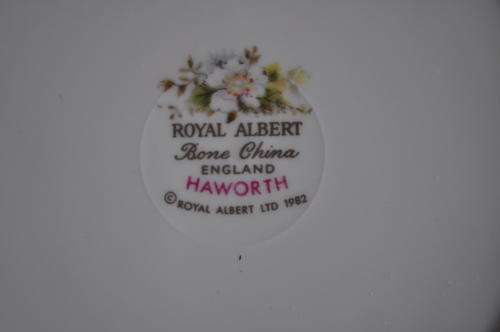 ROYAL ALBERT
Bone China
ENGLAND
HAWORTH
© ROYAL ALBERT LTD 1982